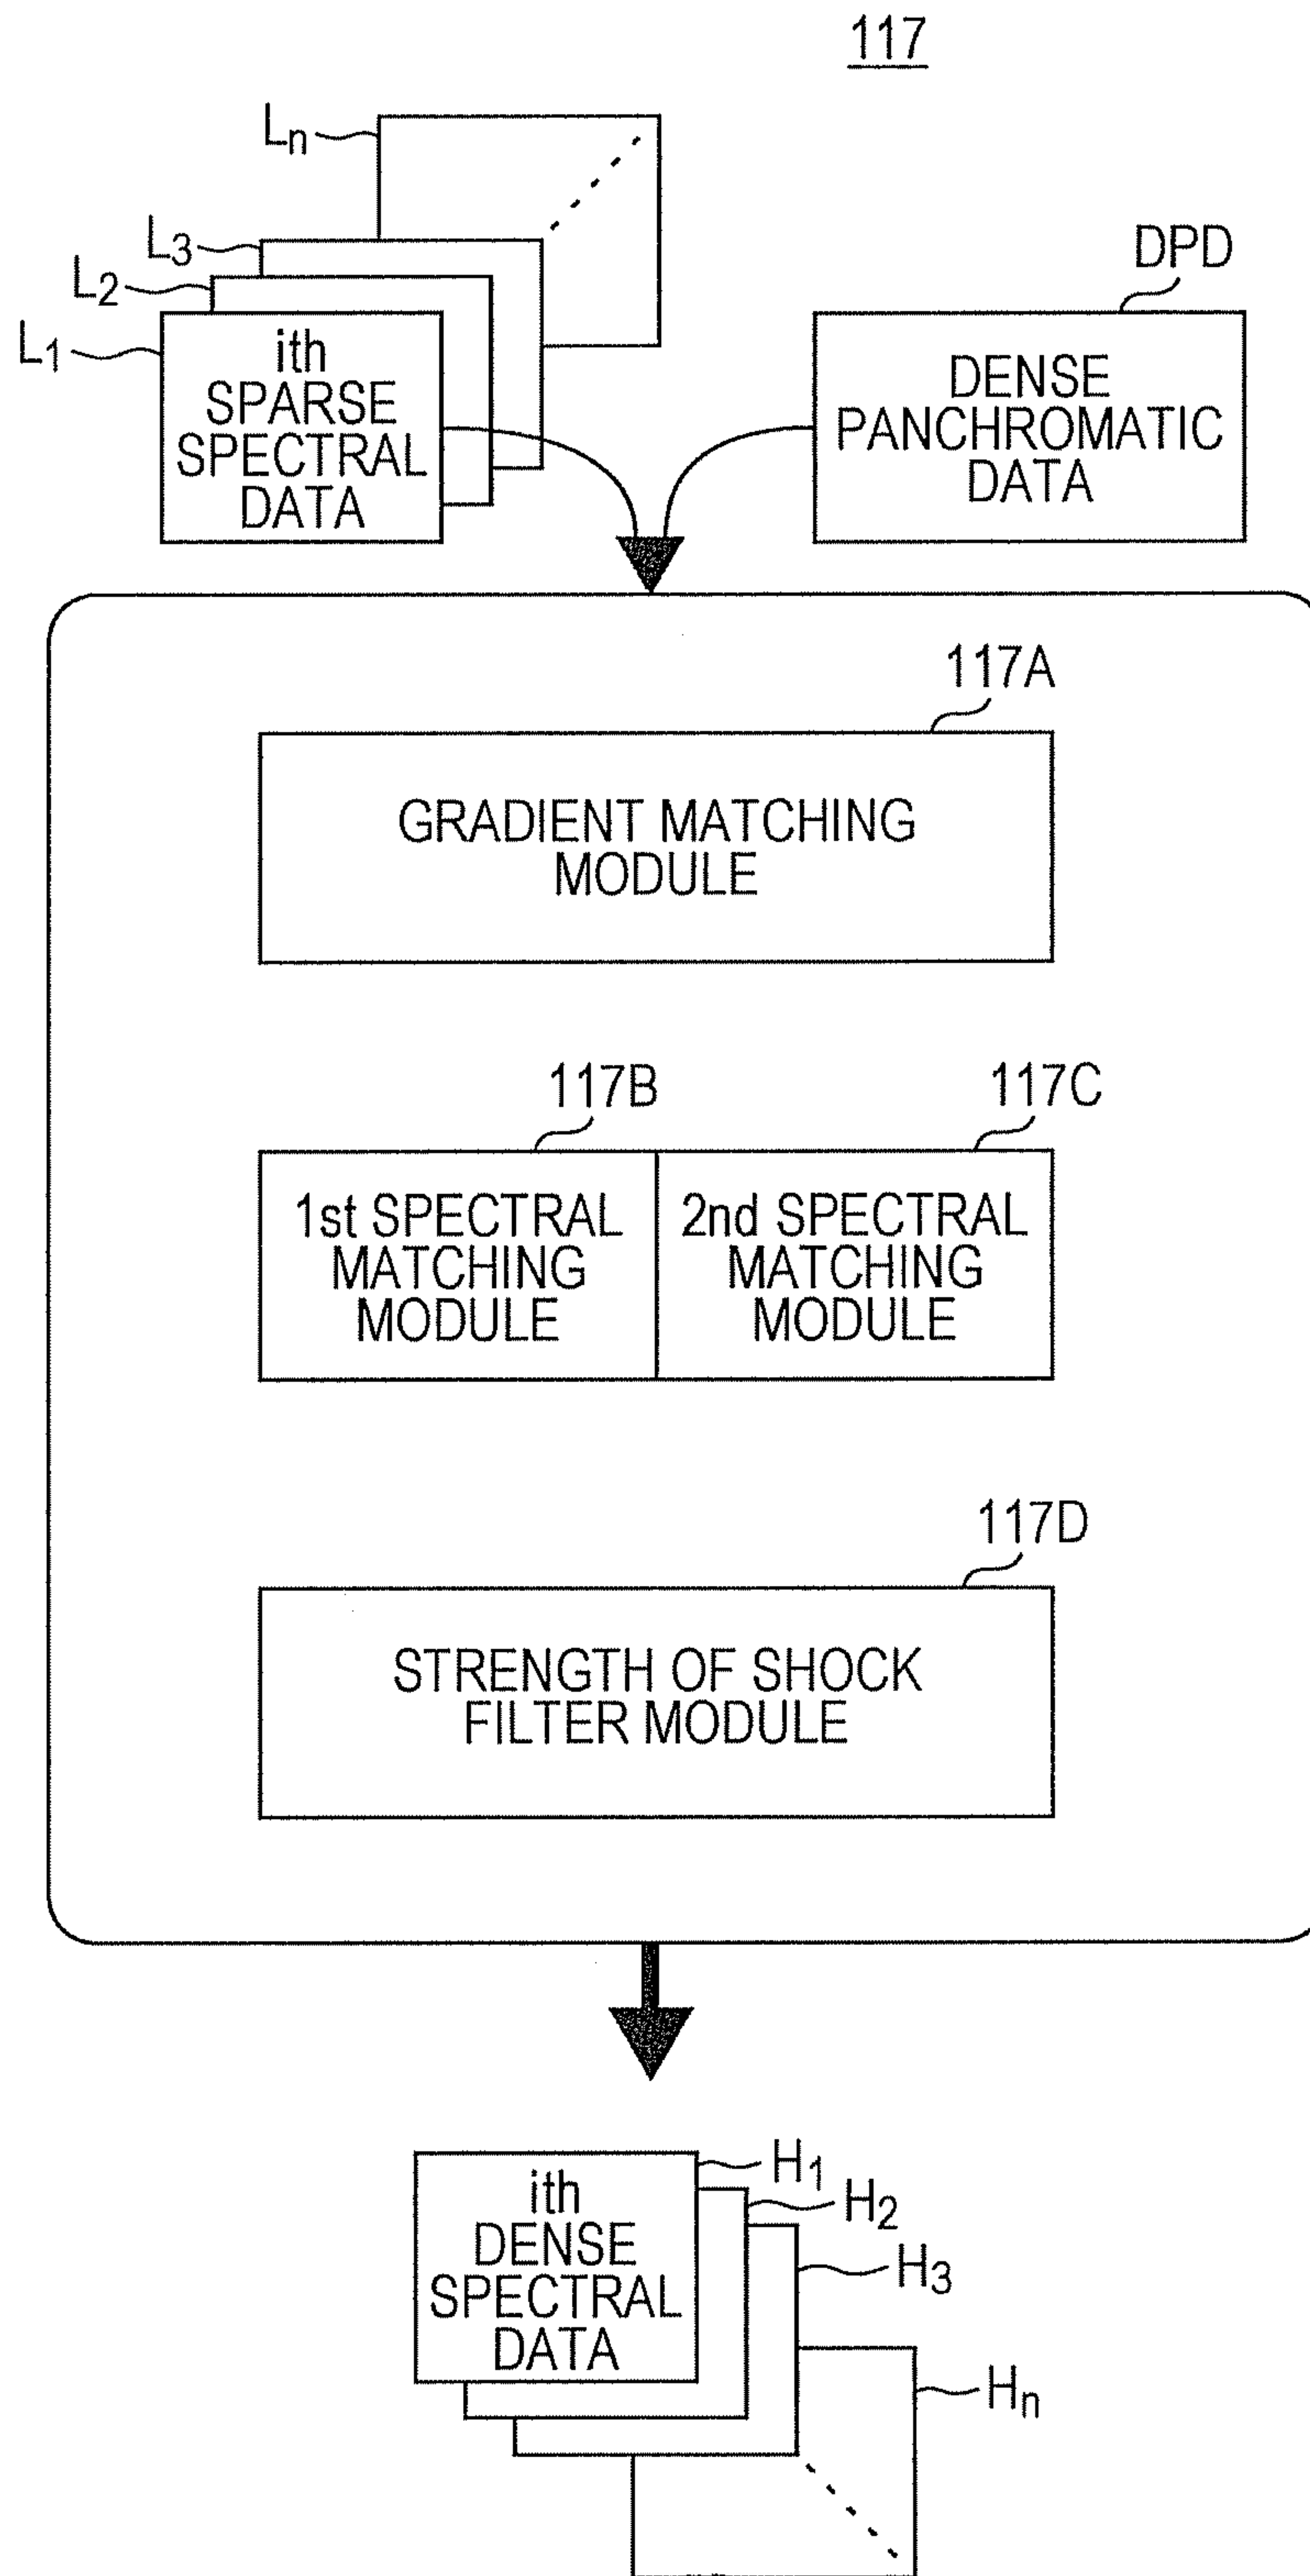 117
Ln
L3
L2
L1
ith
SPARSE
SPECTRAL
DATA
DPD
DENSE
PANCHROMATIC
DATA
117A
GRADIENT MATCHING
MODULE
117B
1st SPECTRAL
MATCHING
MODULE
117C
2nd SPECTRAL
MATCHING
MODULE
117D
STRENGTH OF SHOCK
FILTER MODULE
ith
DENSE
SPECTRAL
DATA
H1
H2
H3
Hn